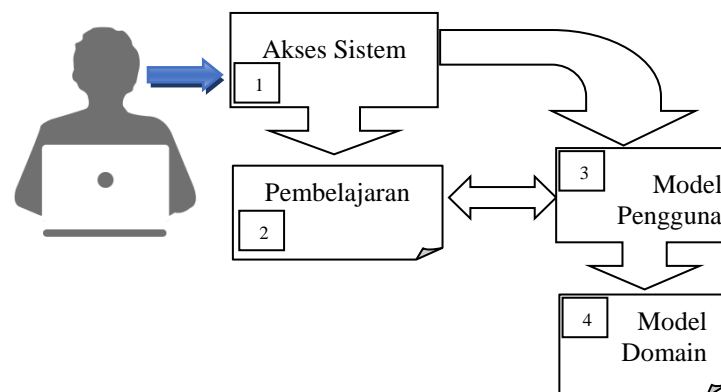 Akses Sistem
1
Pembelajaran
2
3
Model
Pengguna
4
Model
Domain